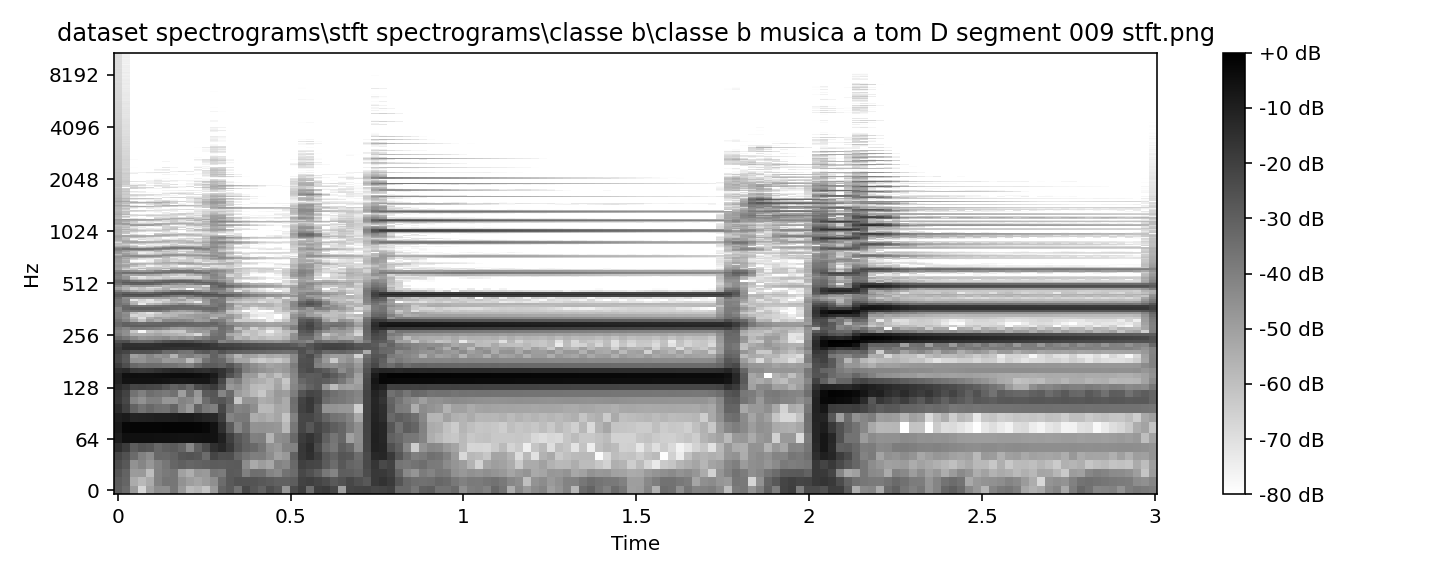 dataset spectrograms\stft spectrograms\classe b\classe b musica a tom D segment 009 stft.png
8192
4096
2048
1024
512
256
128
64
0
Hz
0
0.5
1
1.5
2
2.5
3
Time
+0 dB
-10 dB
-20 dB
-30 dB
-40 dB
-50 dB
-60 dB
-70 dB
-80 dB